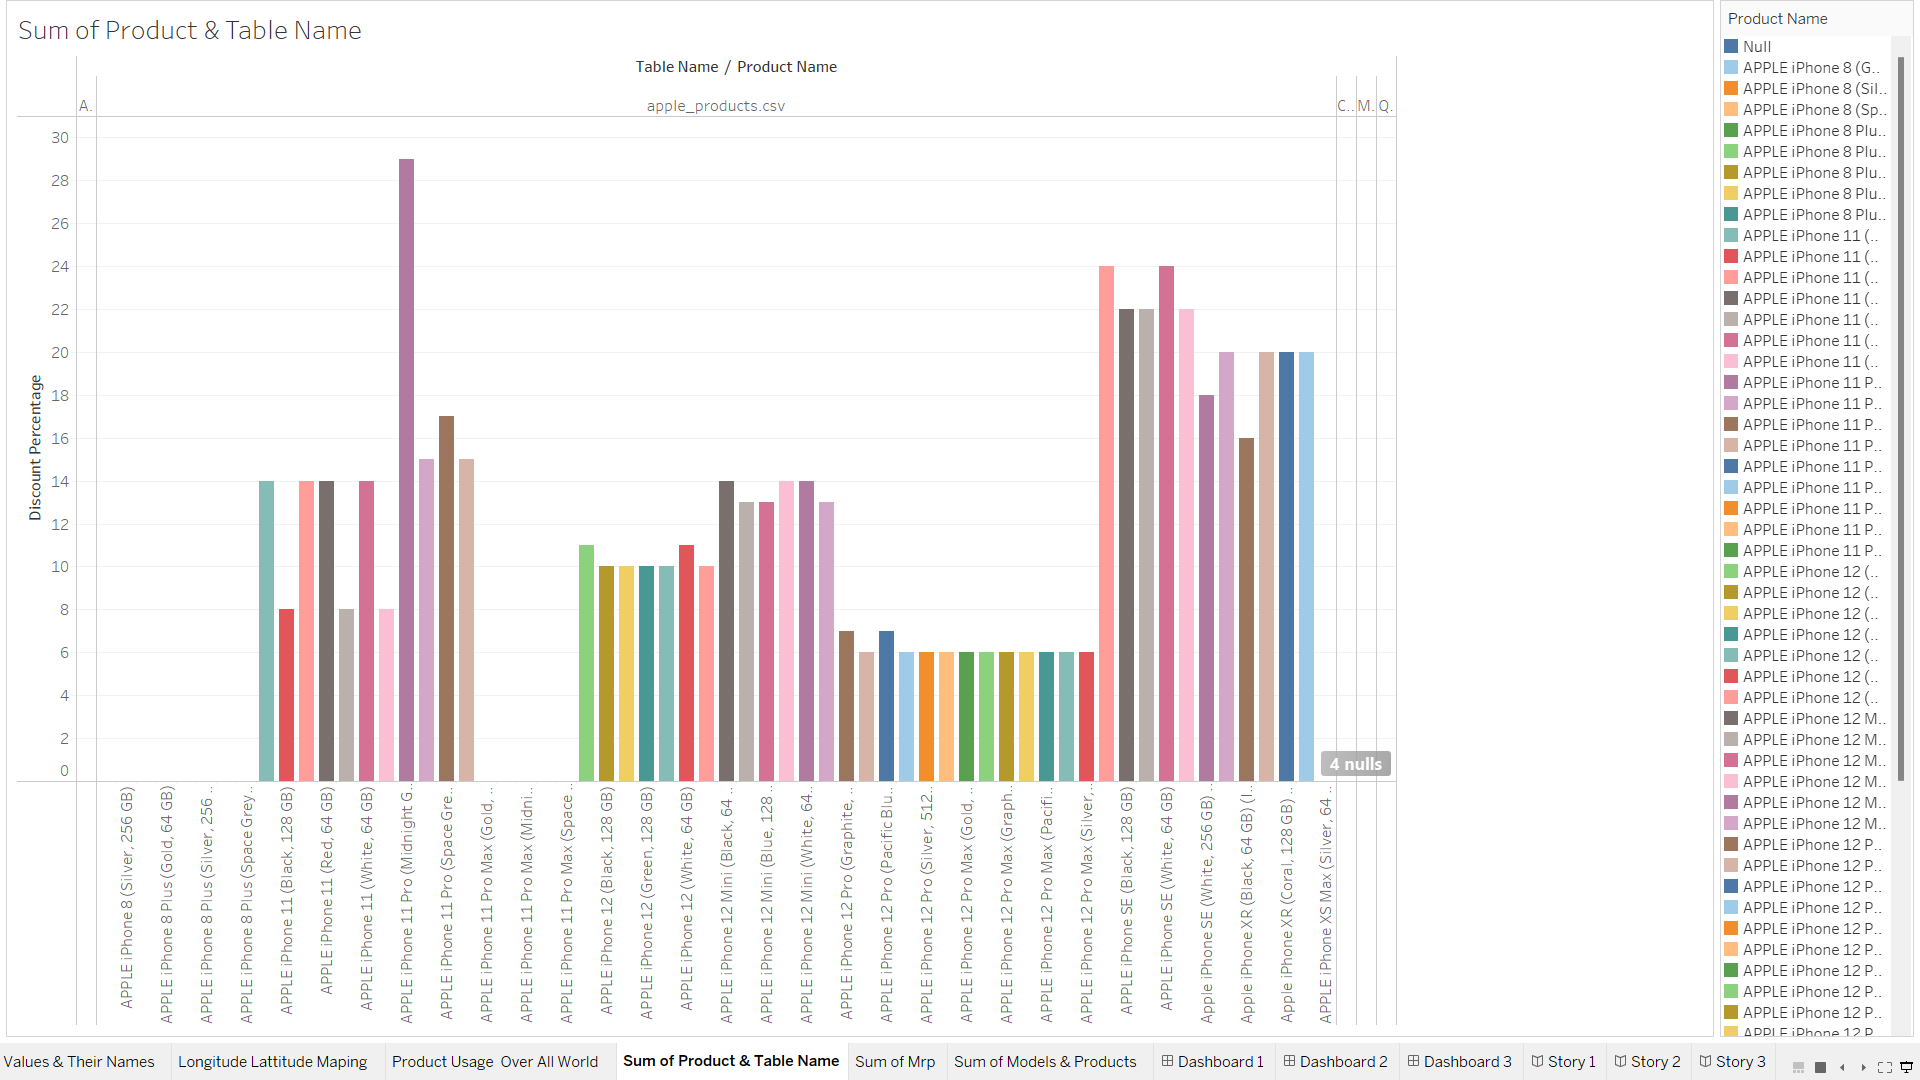 Sum of Product & Table Name
Table Name / Product Name
A.
apple_products.csv
C..
M.
Q.
Discount Percentage
30
28
26
24
22
20
18
16
14
12
10
8
6
4
2
0
4 nulls
APPLE iPhone 8 (Silver, 256 GB)
APPLE iPhone 8 Plus (Gold, 64 GB)
APPLE iPhone 8 Plus (Silver, 256 ..
APPLE iPhone 8 Plus (Space Grey..
APPLE iPhone 11 (Black, 128 GB)
APPLE iPhone 11 (Red, 64 GB)
APPLE iPhone 11 (White, 64 GB)
APPLE iPhone 11 Pro (Midnight G..
APPLE iPhone 11 Pro (Space Gre..
APPLE iPhone 11 Pro Max (Gold, ..
APPLE iPhone 11 Pro Max (Midni..
APPLE iPhone 11 Pro Max (Space ..
APPLE iPhone 12 (Black, 128 GB)
APPLE iPhone 12 (Green, 128 GB)
APPLE iPhone 12 (White, 64 GB)
APPLE iPhone 12 Mini (Black, 64 ..
APPLE iPhone 12 Mini (Blue, 128 ..
APPLE iPhone 12 Mini (White, 64..
APPLE iPhone 12 Pro (Graphite, ..
APPLE iPhone 12 Pro (Pacific Blu..
APPLE iPhone 12 Pro (Silver, 512..
APPLE iPhone 12 Pro Max (Gold, ..
APPLE iPhone 12 Pro Max (Graph..
APPLE iPhone 12 Pro Max (Pacifi..
APPLE iPhone 12 Pro Max (Silver,..
APPLE iPhone SE (Black, 128 GB)
APPLE iPhone SE (White, 64 GB)
Apple iPhone SE (White, 256 GB) ..
Apple iPhone XR (Black, 64 GB) (I..
Apple iPhone XR (Coral, 128 GB) ..
APPLE iPhone XS Max (Silver, 64 ..
Product Name
Null
APPLE iPhone 8 (G..
APPLE iPhone 8 (Sil..
APPLE iPhone 8 (Sp..
APPLE iPhone 8 Plu..
APPLE iPhone 8 Plu..
APPLE iPhone 8 Plu..
APPLE iPhone 8 Plu..
APPLE iPhone 8 Plu..
APPLE iPhone 11 (..
APPLE iPhone 11 (..
APPLE iPhone 11 (..
APPLE iPhone 11 (..
APPLE iPhone 11 (..
APPLE iPhone 11 (..
APPLE iPhone 11 (..
APPLE iPhone 11 P..
APPLE iPhone 11 P..
APPLE iPhone 11 P..
APPLE iPhone 11 P..
APPLE iPhone 11 P..
APPLE iPhone 11 P..
APPLE iPhone 11 P..
APPLE iPhone 11 P..
APPLE iPhone 11 P..
APPLE iPhone 12 (..
APPLE iPhone 12 (..
APPLE iPhone 12 (..
APPLE iPhone 12 (..
APPLE iPhone 12 (..
APPLE iPhone 12 (..
APPLE iPhone 12 (..
APPLE iPhone 12 M..
APPLE iPhone 12 M..
APPLE iPhone 12 M..
APPLE iPhone 12 M..
APPLE iPhone 12 M..
APPLE iPhone 12 M..
APPLE iPhone 12 P..
APPLE iPhone 12 P..
APPLE iPhone 12 P..
APPLE iPhone 12 P..
APPLE iPhone 12 P..
APPLE iPhone 12 P..
APPLE iPhone 12 P..
APPLE iPhone 12 P..
APPLE iPhone 12 P..
APPLE iPhone 12 P..
Values & Their Names
Longitude Lattitude Maping
Product Usage Over All World
Sum of Product & Table Name
Sum of Mrp
Sum of Models & Products
Dashboard 1
Dashboard 2
Dashboard 3
Story 1
Story 2
Story 3